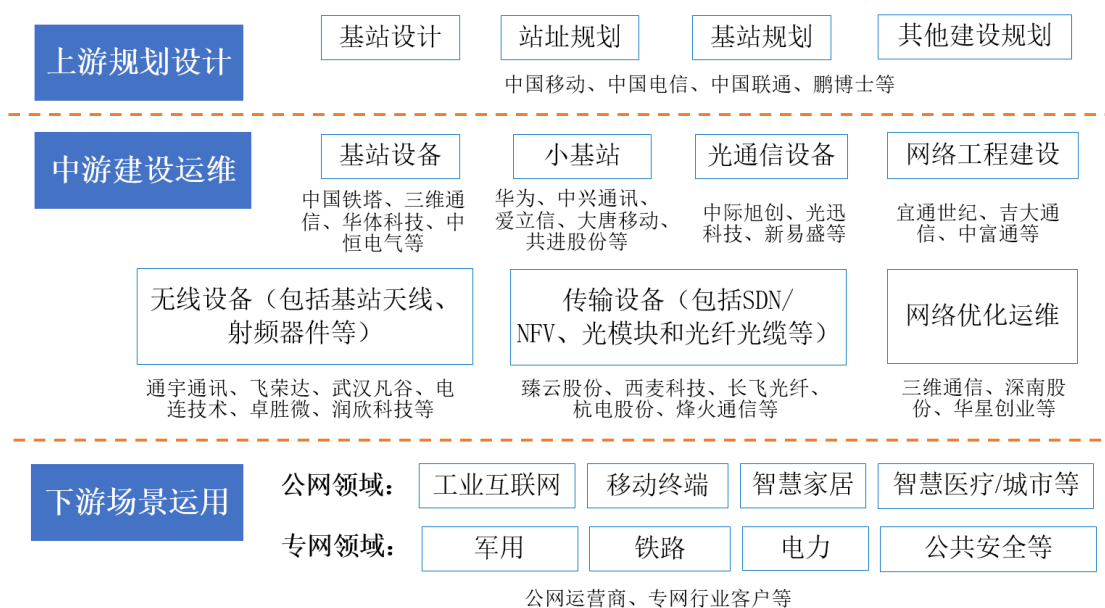 上游规划设计
基站设计
站址规划
基站规划
其他建设规划
中国移动、中国电信、中国联通、鹏博士等
中游建设运维
基站设备
小基站
光通信设备
网络工程建设
中国铁塔、三维通
信、华体科技、中
恒电气等
华为、中兴通讯、
爱立信、大唐移动、
共进股份等
中际旭创、光迅
科技、新易盛等
宜通世纪、吉大通
信、中富通等
无线设备（包括基站天线、
射频器件等）
传输设备（包括SDN/
NFV、光模块和光纤光缆等）
网络优化运维
通宇通讯、飞荣达、武汉凡谷、电
连技术、卓胜微、润欣科技等
臻云股份、西麦科技、长飞光纤、
杭电股份、烽火通信等
三维通信、深南股
份、华星创业等
下游场景运用
公网领域：
工业互联网
移动终端
智慧家居
智慧医疗/城市等
专网领域：
军用
铁路
电力
公共安全等
公网运营商、专网行业客户等